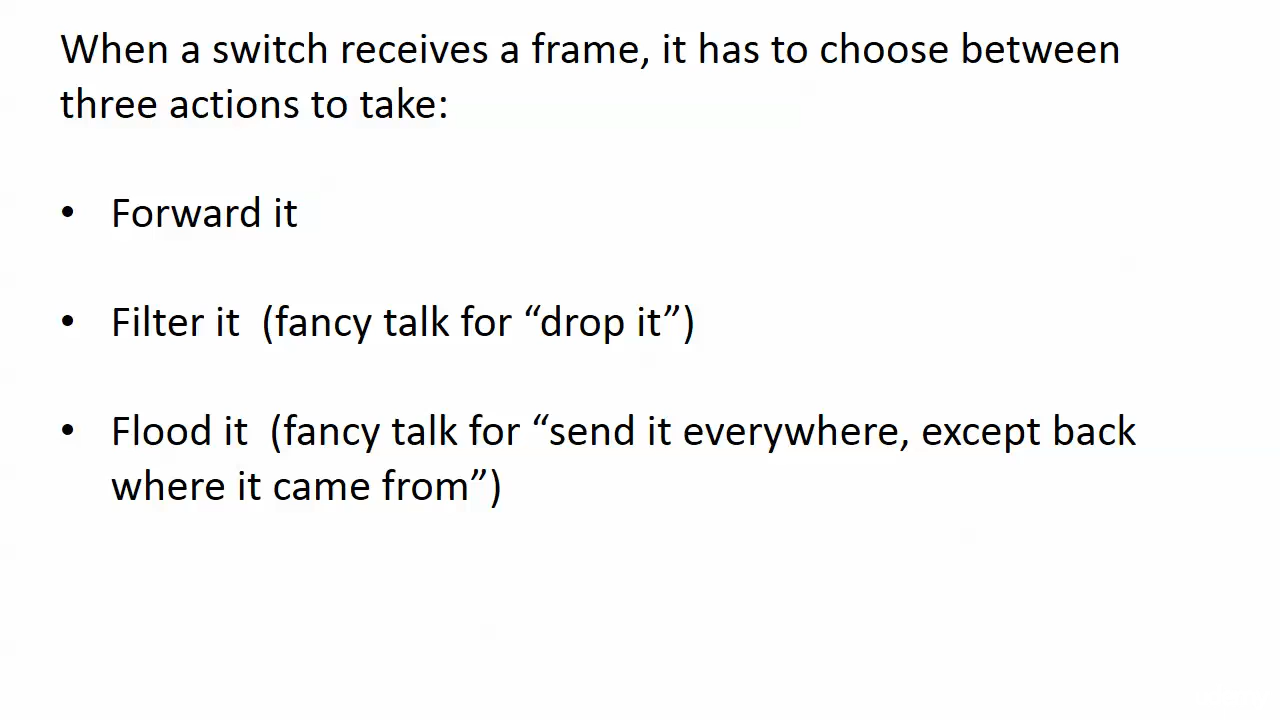 When a switch receives a frame, it has to choose between
three actions to take:
• Forward it
• Filter it  (fancy talk for “drop it”)
• Flood it  (fancy talk for “send it everywhere, except back
where it came from”)